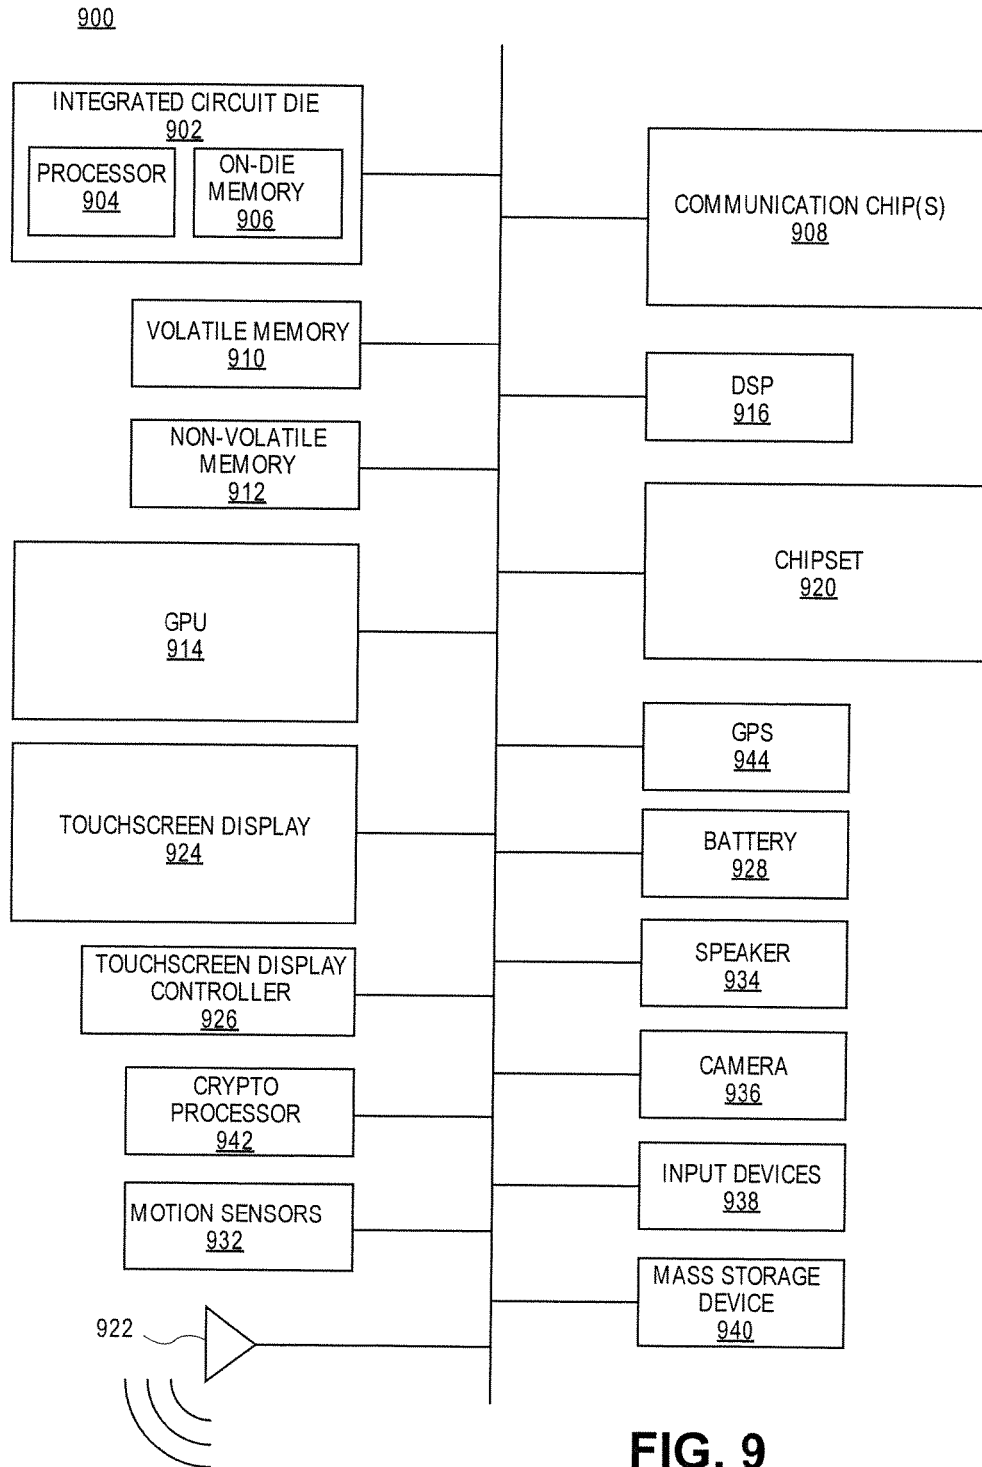 900
INTEGRATED CIRCUIT DIE
902
PROCESSOR
904
ON-DIE
MEMORY
906
COMMUNICATION CHIP(S)
908
VOLATILE MEMORY
910
DSP
916
NON-VOLATILE
MEMORY
912
CHIPSET
920
GPU
914
GPS
944
TOUCHSCREEN DISPLAY
924
BATTERY
928
TOUCHSCREEN DISPLAY
CONTROLLER
926
SPEAKER
934
CRYPTO
PROCESSOR
942
CAMERA
936
MOTION SENSORS
932
INPUT DEVICES
938
MASS STORAGE
DEVICE
940
922
FIG. 9